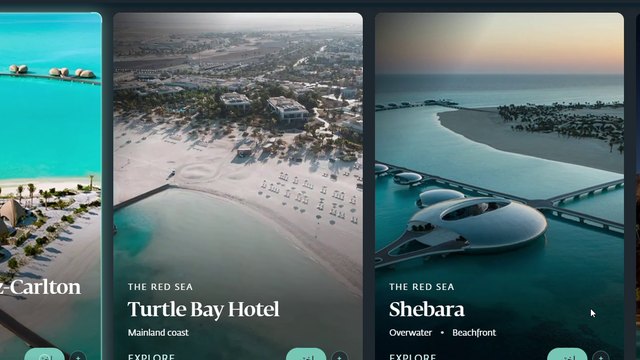 z-Carlton
THE RED SEA
Turtle Bay Hotel
Mainland coast
EXPLORE
THE RED SEA
Shebara
Overwater • Beachfront
EXPLORE